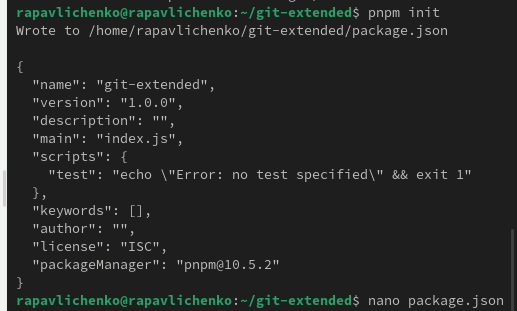 rapavlichenko@rapavlichenko:~/git-extended$ pnpm init
Wrote to /home/rapavlichenko/git-extended/package.json
{
  "name": "git-extended",
  "version": "1.0.0",
  "description": "",
  "main": "index.js",
  "scripts": {
    "test": "echo \"Error: no test specified\" && exit 1"
  },
  "keywords": [],
  "author": "",
  "license": "ISC",
  "packageManager": "pnpm@10.5.2"
}
rapavlichenko@rapavlichenko:~/git-extended$ nano package.json